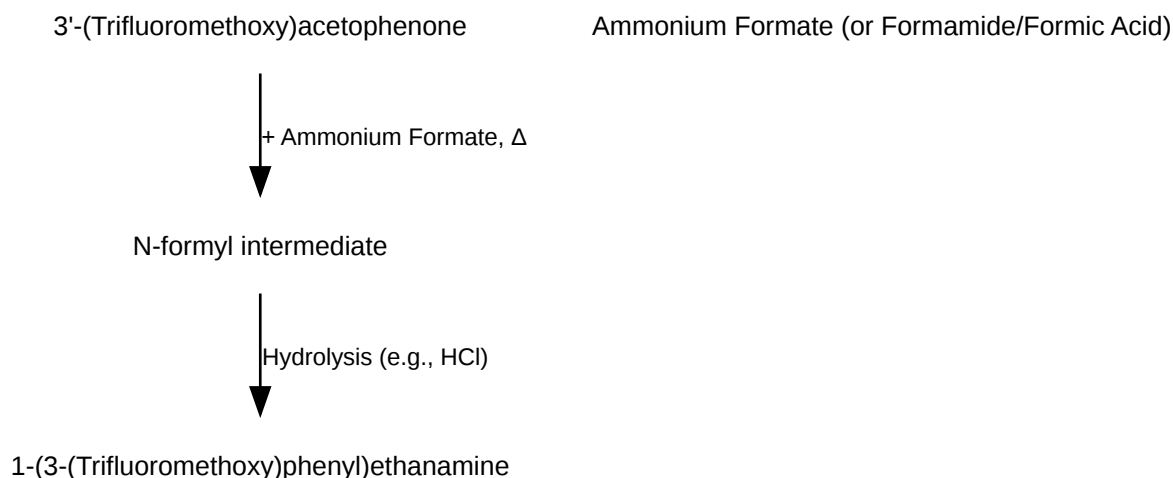 3'-(Trifluoromethoxy)acetophenone
Ammonium Formate (or Formamide/Formic Acid)
+ Ammonium Formate, Δ
N-formyl intermediate
Hydrolysis (e.g., HCl)
1-(3-(Trifluoromethoxy)phenyl)ethanamine